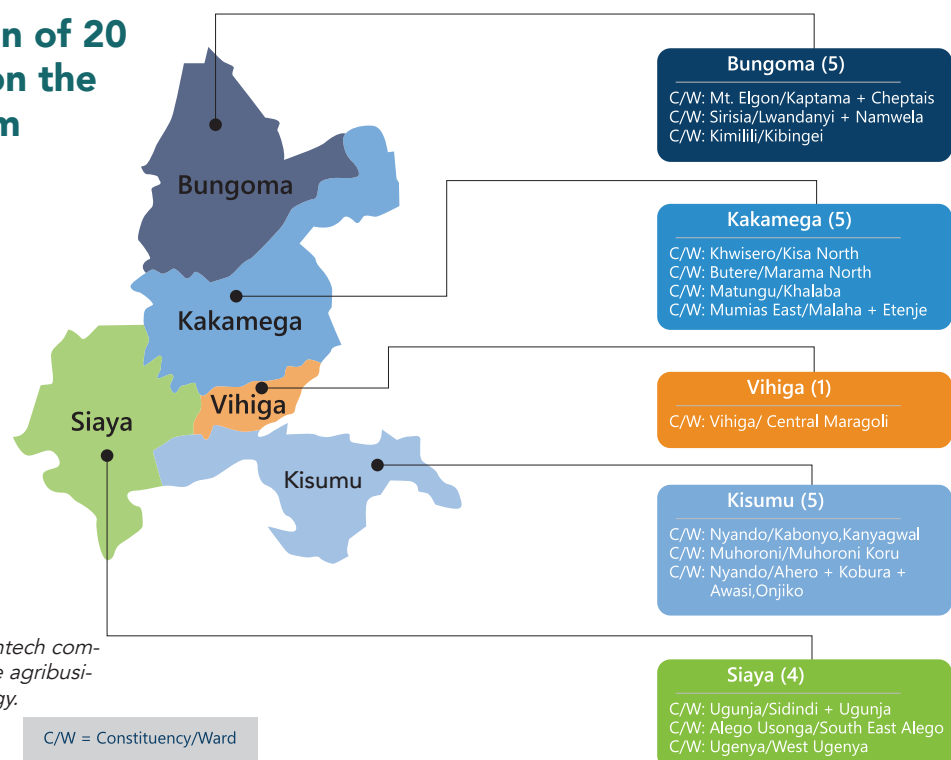 n of 20
on the
m
Bungoma
Kakamega
Vihiga
Siaya
Kisumu
Bungoma (5)
C/W: Mt. Elgon/Kaptama + Cheptais
C/W: Sirisia/Lwandanyi + Namwela
C/W: Kimilili/Kibingei
Kakamega (5)
C/W: Khwisero/Kisa North
C/W: Butere/Marama North
C/W: Matungu/Khalaba
C/W: Mumias East/Malaha + Etenje
Vihiga (1)
C/W: Vihiga/ Central Maragoli
Kisumu (5)
C/W: Nyando/Kabonyo,Kanyagwal
C/W: Muhoroni/Muhoroni Koru
C/W: Nyando/Ahero + Kobura +
Awasi,Onjiko
Siaya (4)
C/W: Ugunja/Sidindi + Ugunja
C/W: Alego Usonga/South East Alego
C/W: Ugenya/West Ugenya
ntech com-
e agribusi-
gy.
C/W = Constituency/Ward